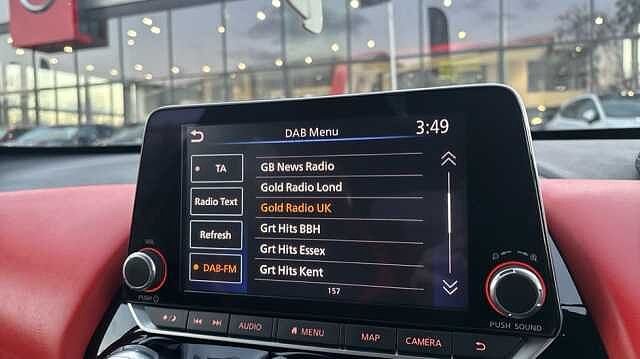 DAB Menu 3:49
TA
Radio Text
Refresh
DAB-FM
GB News Radio
Gold Radio Lond
Gold Radio UK
Grt Hits BBH
Grt Hits Essex
Grt Hits Kent
157
VOL
PUSH
PUSH SOUND
AUDIO
MENU
MAP
CAMERA